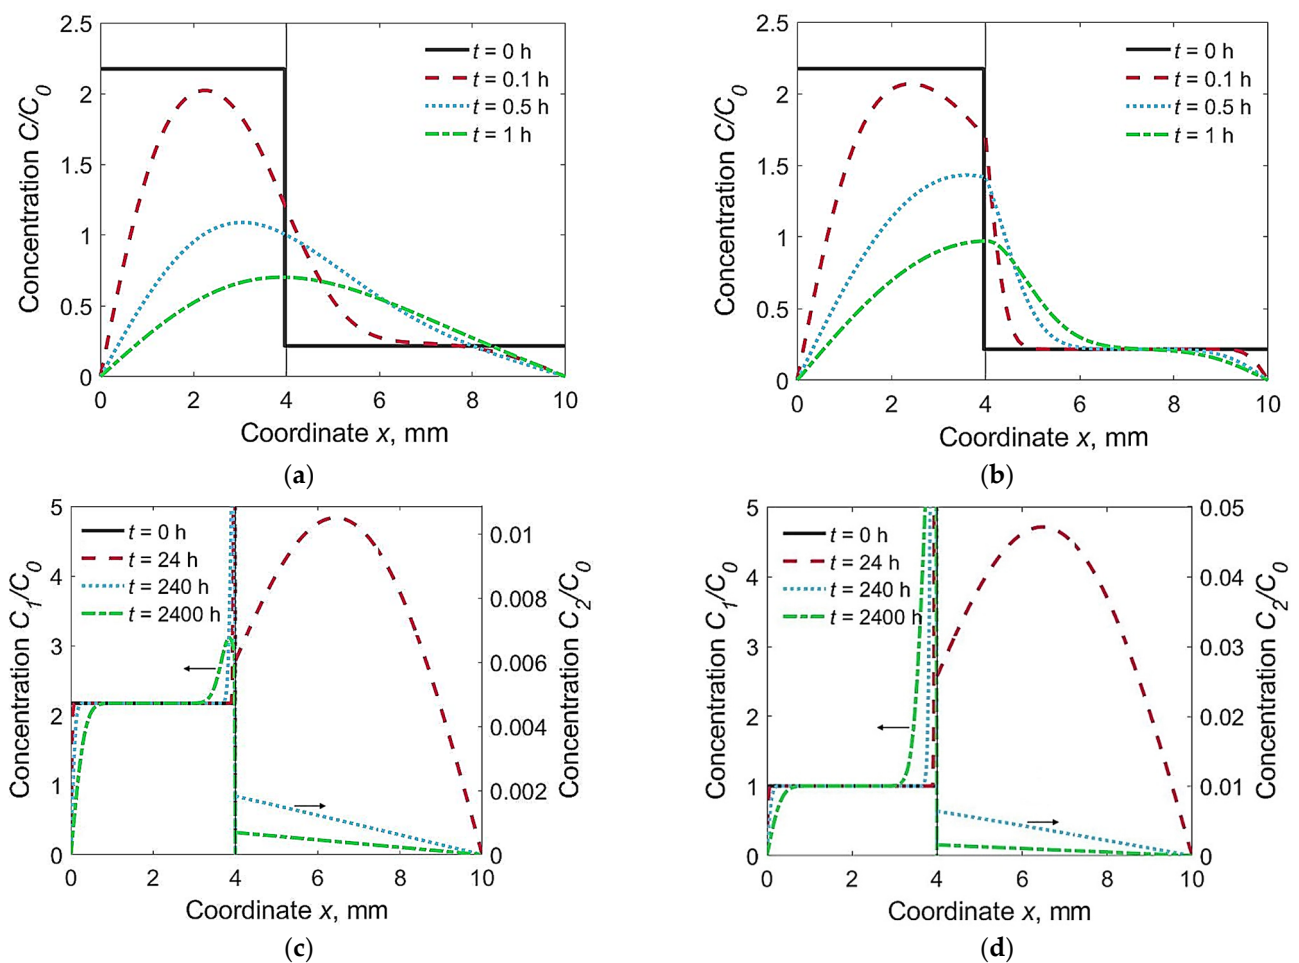 2.5
2
1.5
1
0.5
0
0 2 4 6 8 10
Concentration C/C0
Coordinate x, mm
t = 0 h
t = 0.1 h
t = 0.5 h
t = 1 h
(a)
2.5
2
1.5
1
0.5
0
0 2 4 6 8 10
Concentration C/C0
Coordinate x, mm
t = 0 h
t = 0.1 h
t = 0.5 h
t = 1 h
(b)
5
4
3
2
1
0
0 2 4 6 8 10
Concentration C1/C0
Coordinate x, mm
t = 0 h
t = 24 h
t = 240 h
t = 2400 h
0.01
0.008
0.006
0.004
0.002
0
Concentration C2/C0
(c)
5
4
3
2
1
0
0 2 4 6 8 10
Concentration C1/C0
Coordinate x, mm
t = 0 h
t = 24 h
t = 240 h
t = 2400 h
0.05
0.04
0.03
0.02
0.01
0
Concentration C2/C0
(d)